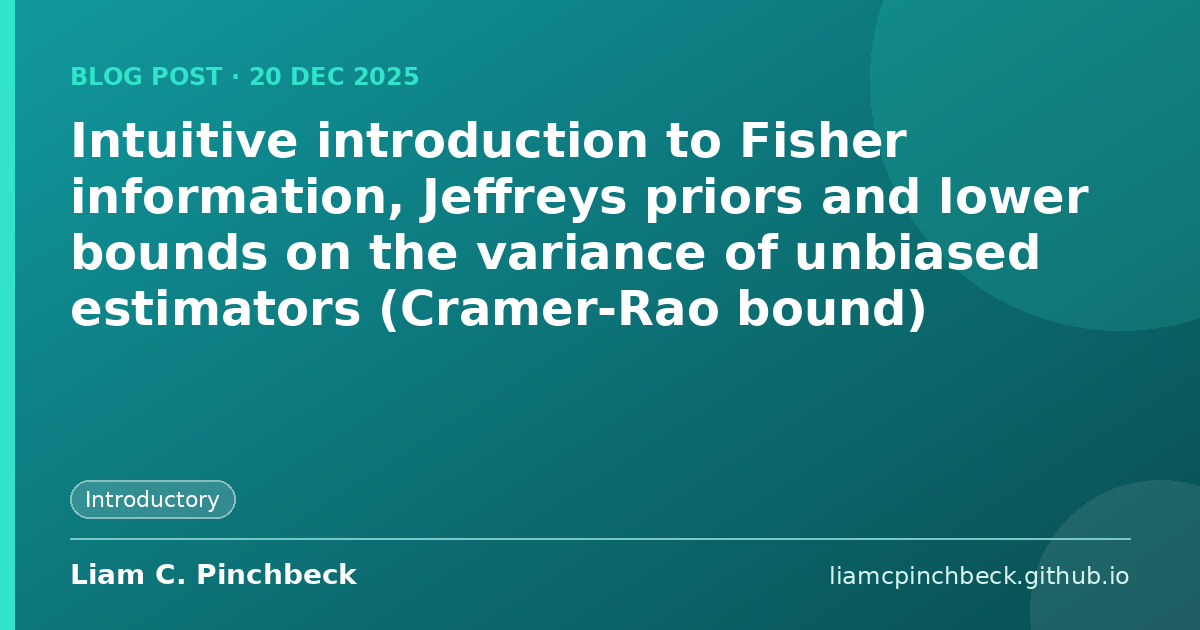 BLOG POST · 20 DEC 2025
Intuitive introduction to Fisher
information, Jeffreys priors and lower
bounds on the variance of unbiased
estimators (Cramer-Rao bound)
Introductory
Liam C. Pinchbeck
liamcpinchbeck.github.io